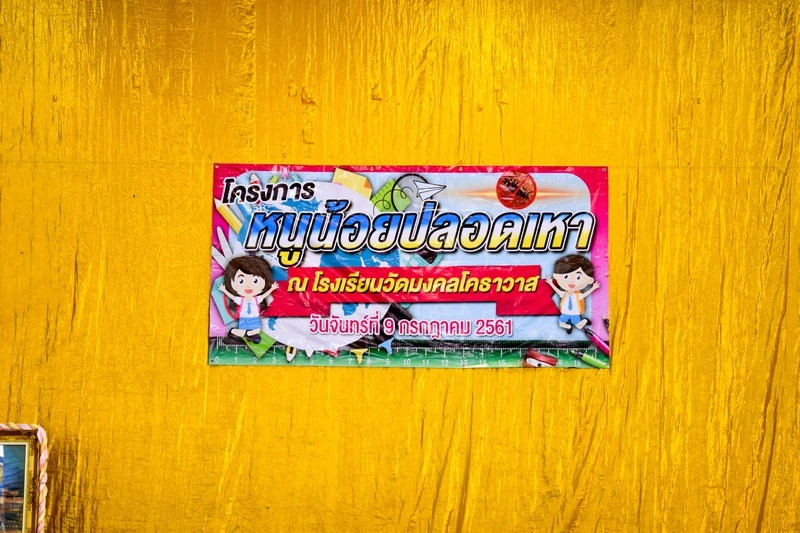 โครงการ
หนูน้อยปลอดเหา
ณ โรงเรียนวัดมงคลโคธาวาส
วันจันทร์ที่ 9 กรกฎาคม 2561